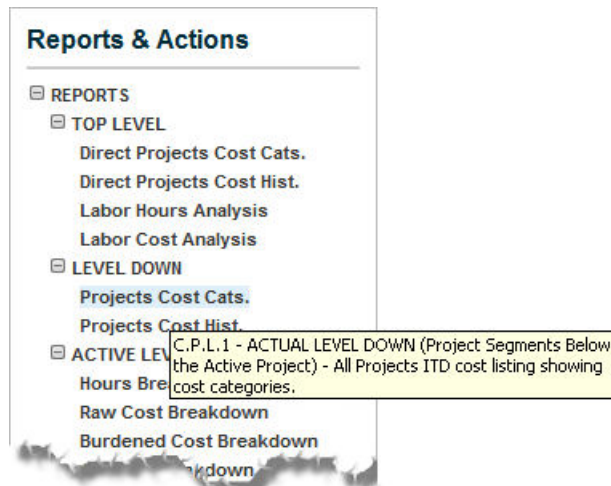 Reports & Actions
REPORTS
TOP LEVEL
Direct Projects Cost Cats.
Direct Projects Cost Hist.
Labor Hours Analysis
Labor Cost Analysis
LEVEL DOWN
Projects Cost Cats.
Projects Cost Hist.
C.P.L.1 - ACTUAL LEVEL DOWN (Project Segments Below
the Active Project) - All Projects ITD cost listing showing
cost categories.
ACTIVE
Hours
Raw Cost Breakdown
Burdened Cost Breakdown